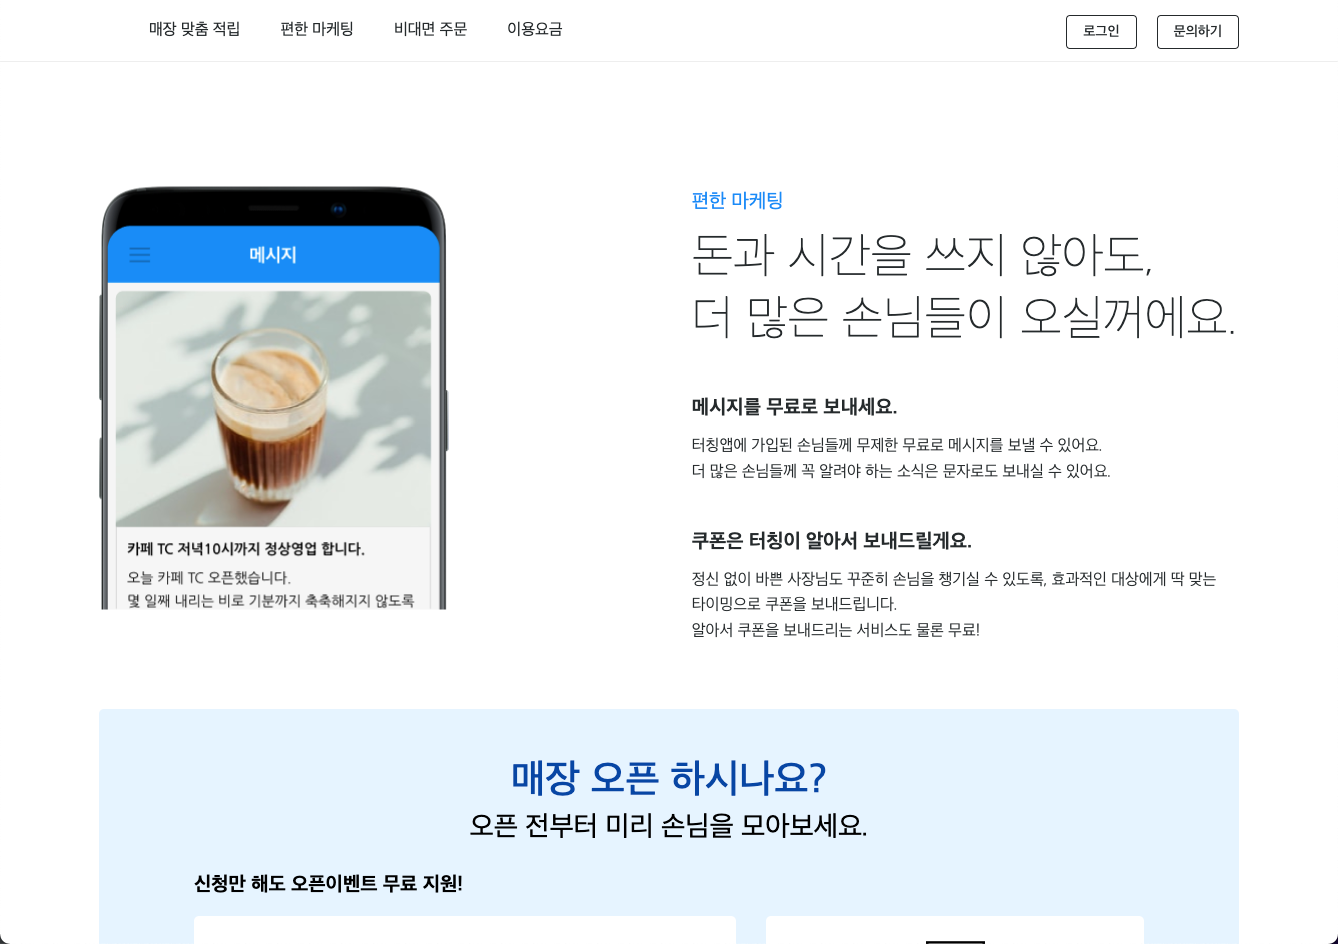 매장 맞춤 적립
편한 마케팅
비대면 주문
이용요금
로그인
문의하기
메시지
카페 TC 저녁10시까지 정상영업 합니다.
오늘 카페 TC 오픈했습니다.
몇 일째 내리는 비로 기분까지 축축해지지 않도록
편한 마케팅
돈과 시간을 쓰지 않아도,
더 많은 손님들이 오실꺼에요.
메시지를 무료로 보내세요.
터칭앱에 가입된 손님들께 무제한 무료로 메시지를 보낼 수 있어요.
더 많은 손님들께 꼭 알려야 하는 소식은 문자로도 보내실 수 있어요.
쿠폰은 터칭이 알아서 보내드릴게요.
정신 없이 바쁜 사장님도 꾸준히 손님을 챙기실 수 있도록, 효과적인 대상에게 딱 맞는
타이밍으로 쿠폰을 보내드립니다.
알아서 쿠폰을 보내드리는 서비스도 물론 무료!
매장 오픈 하시나요?
오픈 전부터 미리 손님을 모아보세요.
신청만 해도 오픈이벤트 무료 지원!